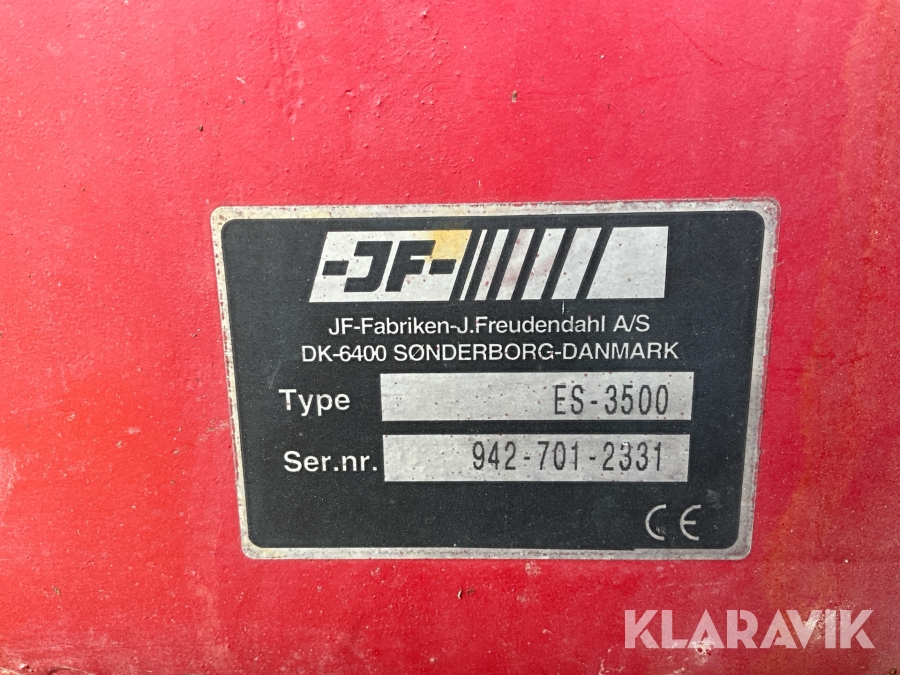 -JF-
JF-Fabriken-J.Freudendahl A/S
DK-6400 SØNDERBORG-DANMARK
Type ES-3500
Ser.nr. 942-701-2331
CE
KLARAVIK